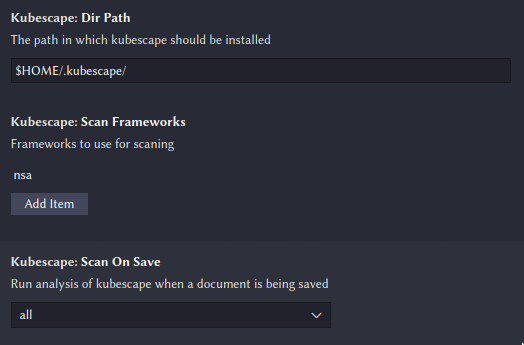 Kubescape: Dir Path
The path in which kubescape should be installed
$HOME/.kubescape/
Kubescape: Scan Frameworks
Frameworks to use for scaning
nsa
Add Item
Kubescape: Scan On Save
Run analysis of kubescape when a document is being saved
all